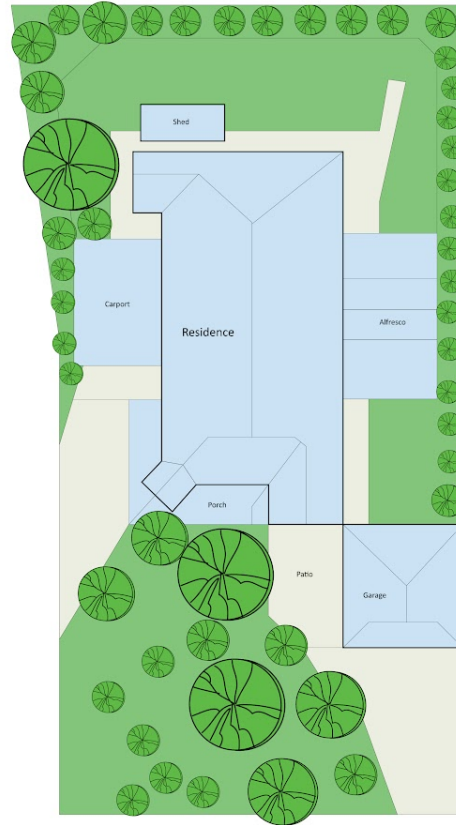 Shed
Carport
Residence
Alfresco
Porch
Patio
Garage